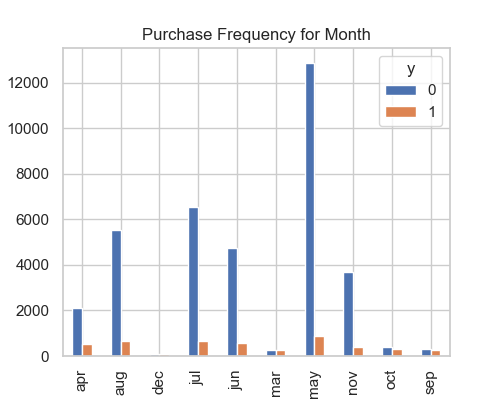 Purchase Frequency for Month
y
0
1
12000
10000
8000
6000
4000
2000
0
apr
aug
dec
jul
jun
mar
may
nov
oct
sep